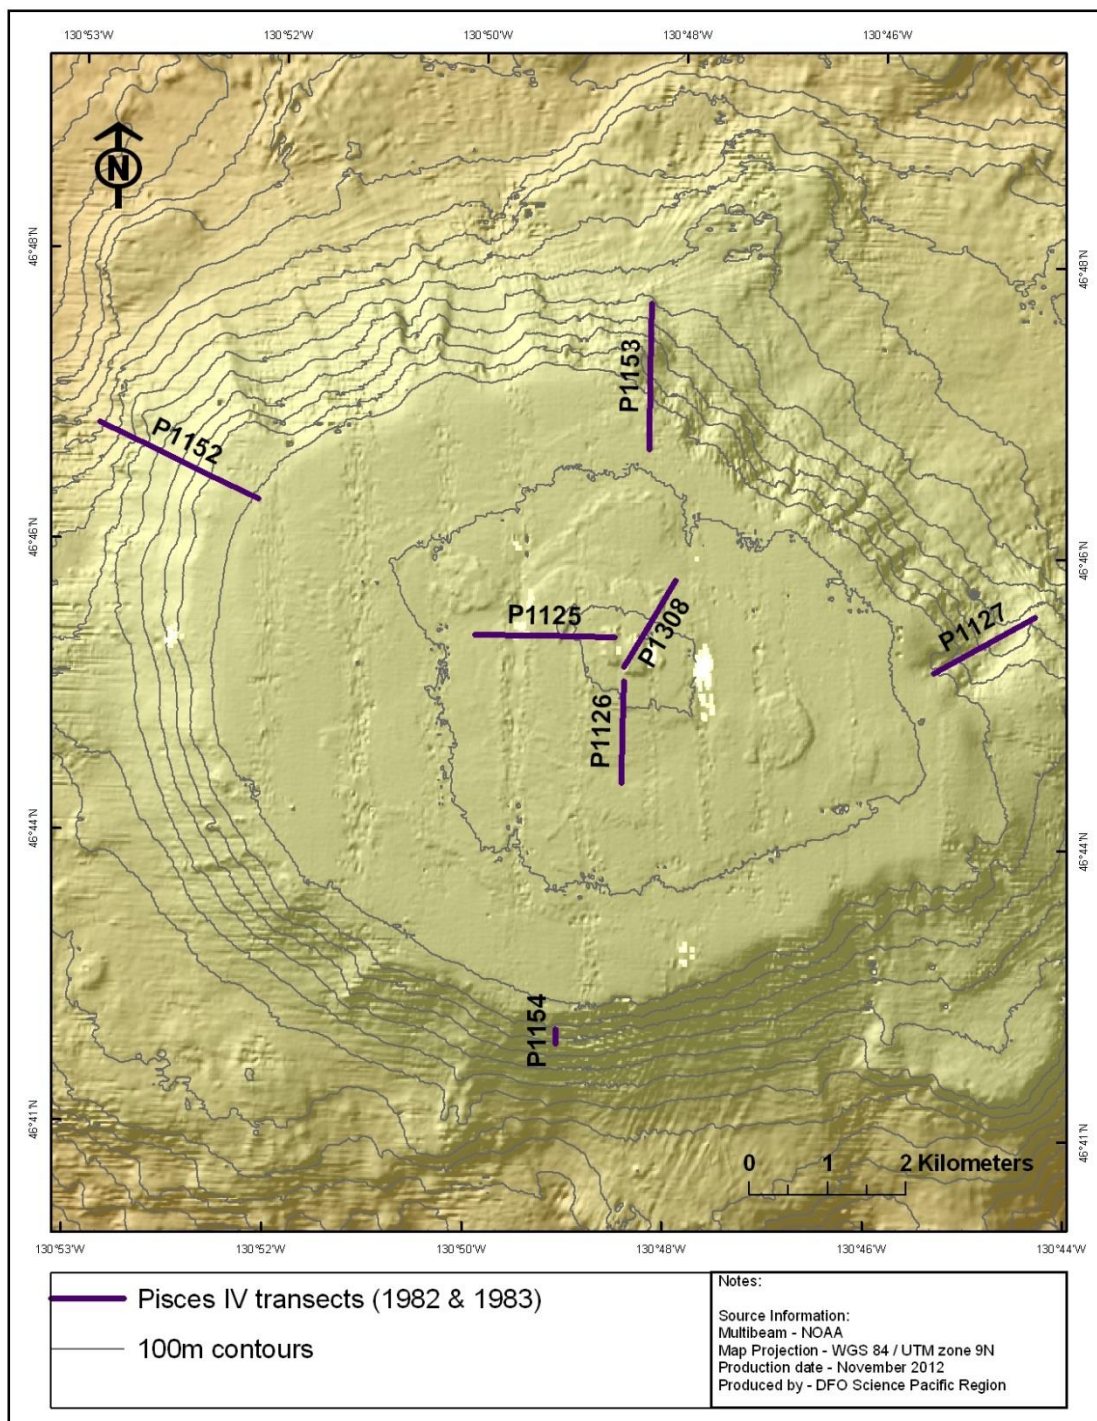 130°53'W 130°52'W 130°50'W 130°48'W 130°46'W
N
46°48'N 46°48'N
P1153
P1152
46°46'N 46°46'N
P1125
P1308
P1127
P1126
46°44'N 46°44'N
P1154
46°41'N 46°41'N
0 1 2 Kilometers
130°53'W 130°52'W 130°50'W 130°48'W 130°46'W 130°44'W
Pisces IV transects (1982 & 1983)
100m contours
Notes:
Source Information:
Multibeam - NOAA
Map Projection - WGS 84 / UTM zone 9N
Production date - November 2012
Produced by - DFO Science Pacific Region